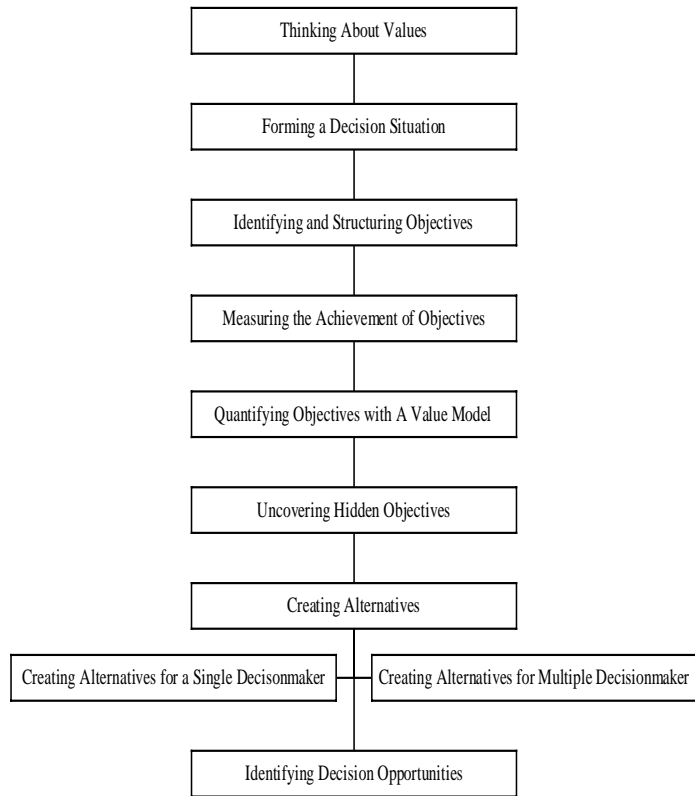 Thinking About Values
Forming a Decision Situation
Identifying and Structuring Objectives
Measuring the Achievement of Objectives
Quantifying Objectives with A Value Model
Uncovering Hidden Objectives
Creating Alternatives
Creating Alternatives for a Single Decisonmaker
Creating Alternatives for Multiple Decisionmaker
Identifying Decision Opportunities